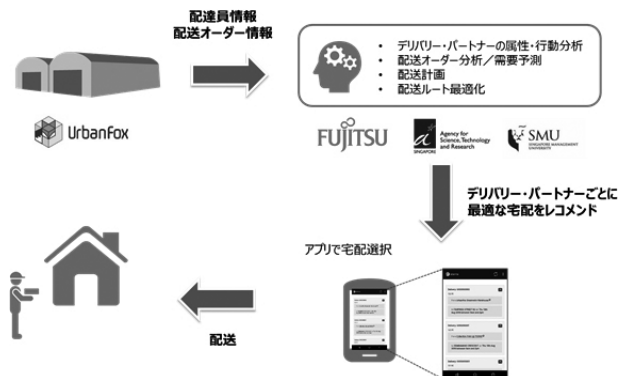 配達員情報
配送オーダー情報
• デリバリー・パートナーの属性・行動分析
• 配送オーダー分析／需要予測
• 配送計画
• 配送ルート最適化
UrbanFox
FUJITSU
Agency for
Science, Technology
and Research
SINGAPORE
SMU
SINGAPORE MANAGEMENT
UNIVERSITY
デリバリー・パートナーごとに
最適な宅配をレコメンド
アプリで宅配選択
配送